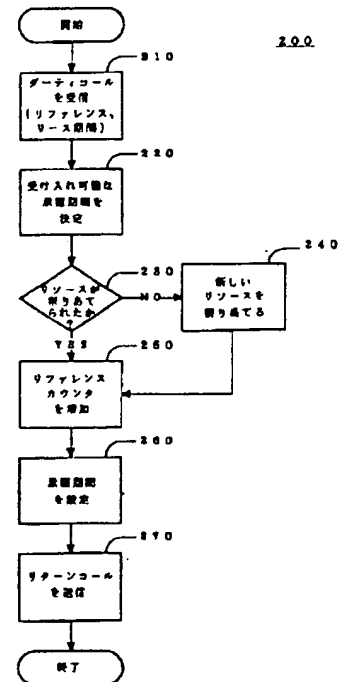 開始
200
210
ダーティコール
を受信
(リファレンス、
リース期間)
220
受け入れ可能な
期間を
決定
230
リソースが
割りあて
られたか
?
NO
240
新しい
リソースを
割り当てる
YES
250
リファレンス
カウンタ
を増加
260
期間
を設定
270
リターンコール
を送信
終了